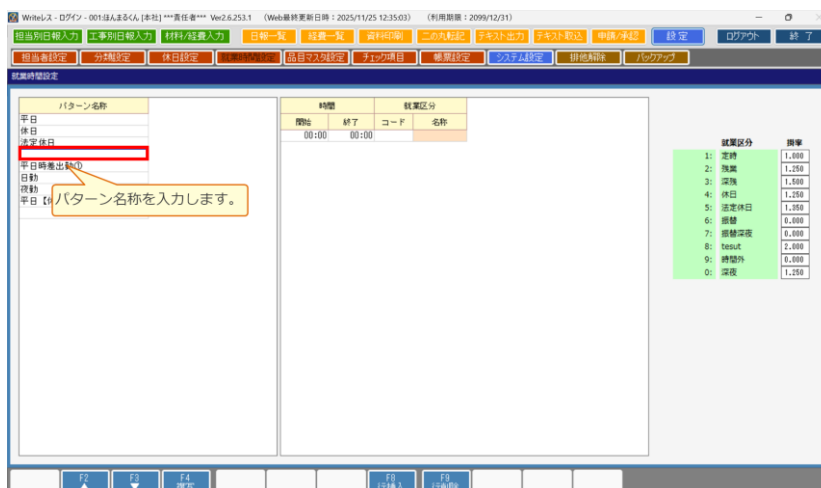 WriteレX - ログイン - 001:ほんまるくん [本社] ***責任者*** Ver2.6.253.1 （Web最終更新日時：2025/11/25 12:35:03） （利用期限：2099/12/31）
担当別日報入力 工事別日報入力 材料/経費入力 日報一覧 経費一覧 資料印刷 二の丸転記 テキスト出力 テキスト取込 申請/承認 設定 ログアウト 終了
担当者設定 分類設定 休日設定 就業時間設定 品目マスタ設定 チェック項目 帳票設定 システム設定 排他解除 バックアップ
就業時間設定
パターン名称
平日
休日
法定休日
平日時差出勤①
日勤
夜勤
平日【
パターン名称を入力します。
時間 就業区分
開始 終了 コード 名称
00:00 00:00
就業区分 掛率
1: 定時 1.000
2: 残業 1.250
3: 深残 1.500
4: 休日 1.250
5: 法定休日 1.350
6: 振替 0.000
7: 振替深夜 0.000
8: tesut 2.000
9: 時間外 0.000
0: 深夜 1.250
F2 F3 F4 F8 F9
▲ ▼ 複写 行挿入 行削除